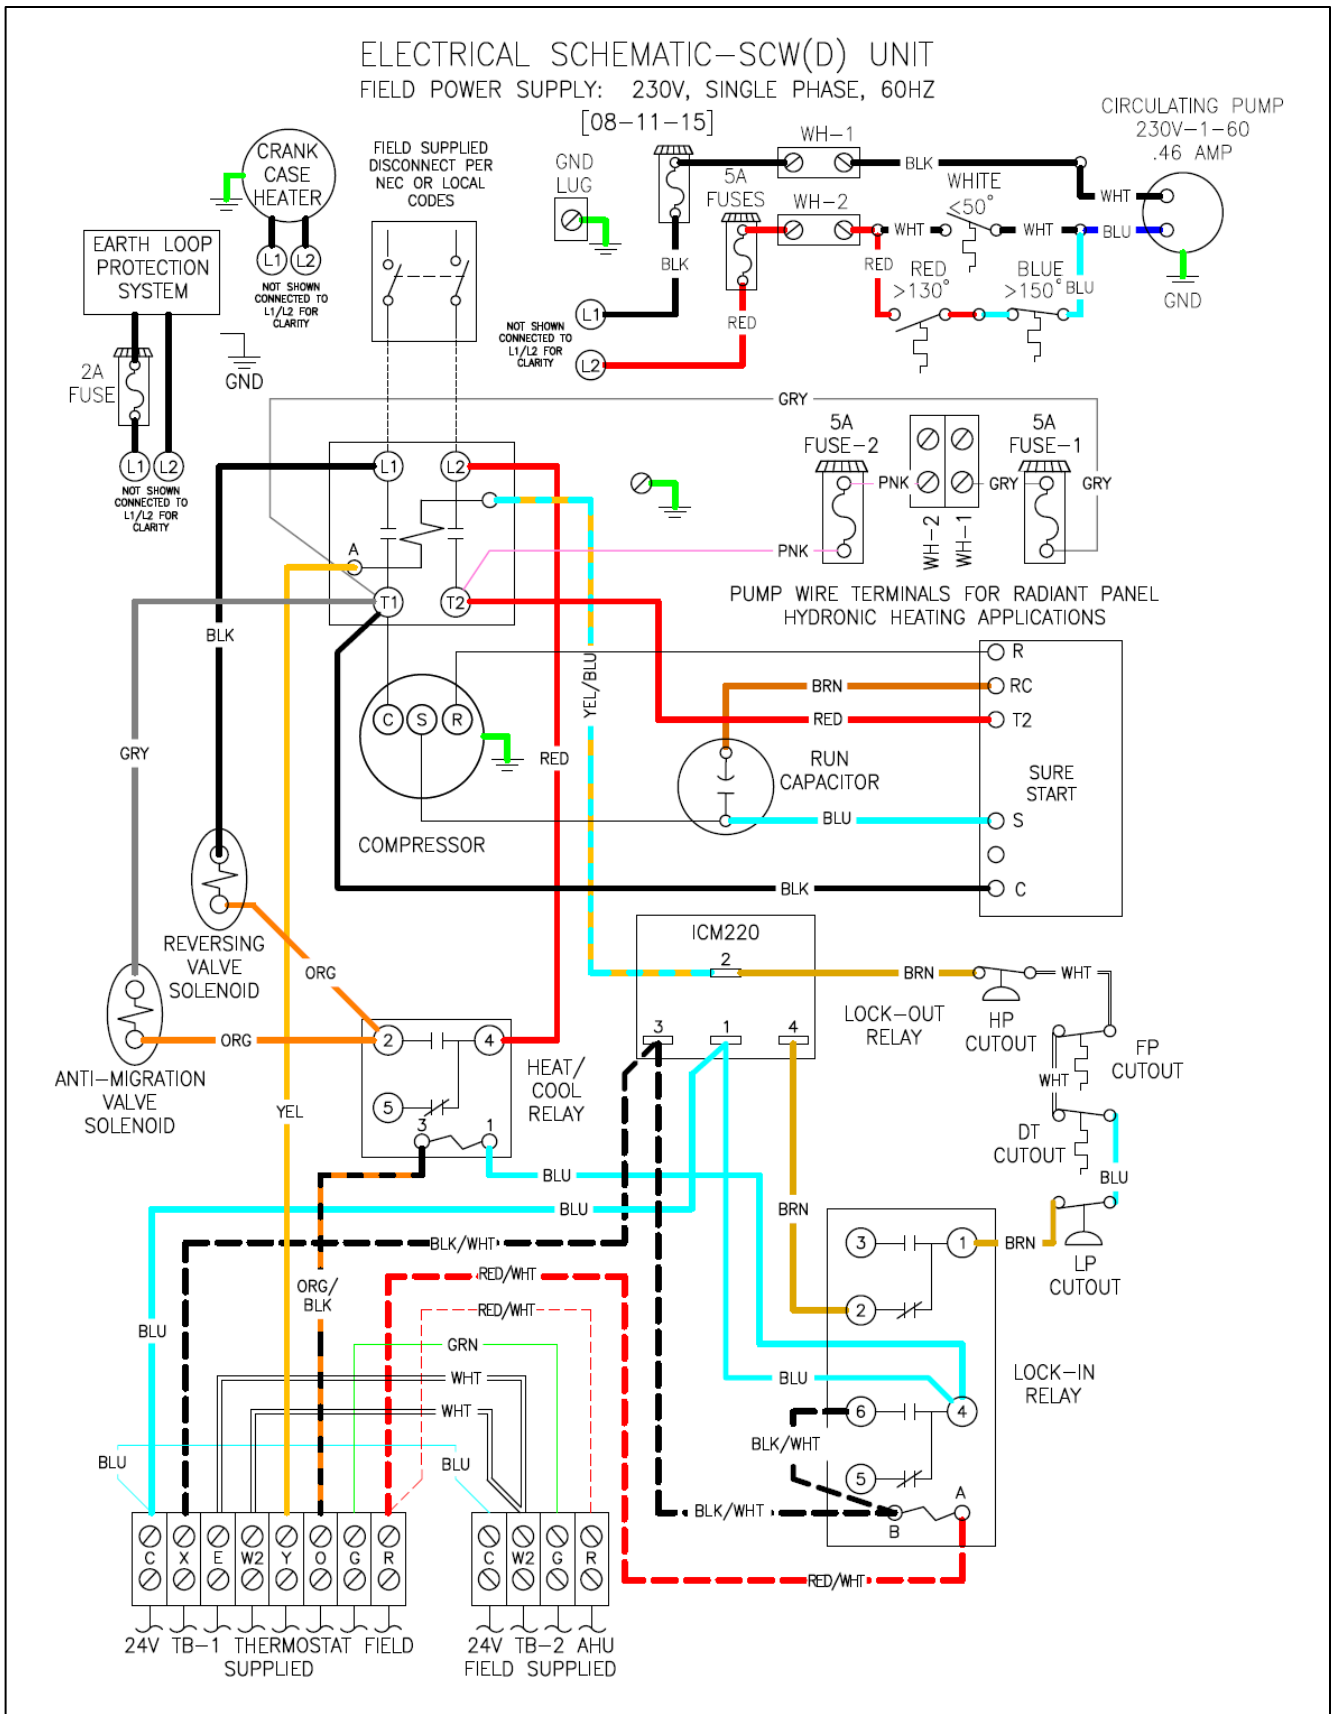 ELECTRICAL SCHEMATIC-SCW(D) UNIT
FIELD POWER SUPPLY: 230V, SINGLE PHASE, 60HZ
[08-11-15]
CIRCULATING PUMP
230V-1-60
.46 AMP
CRANK
CASE
HEATER
L1
L2
NOT SHOWN
CONNECTED TO
L1/L2 FOR
CLARITY
FIELD SUPPLIED
DISCONNECT PER
NEC OR LOCAL
CODES
GND
LUG
5A
FUSES
WH-1
WH-2
BLK
WHITE
<50°
WHT
WHT
WHT
BLU
RED
RED
>130°
BLUE
>150°
BLU
GND
BLK
RED
L1
L2
NOT SHOWN
CONNECTED TO
L1/L2 FOR
CLARITY
EARTH LOOP
PROTECTION
SYSTEM
2A
FUSE
GND
L1
L2
NOT SHOWN
CONNECTED TO
L1/L2 FOR
CLARITY
GRY
5A
FUSE-2
5A
FUSE-1
PNK
GRY
GRY
WH-2
WH-1
PNK
PUMP WIRE TERMINALS FOR RADIANT PANEL
HYDRONIC HEATING APPLICATIONS
L1
L2
A
T1
T2
BLK
YEL/BLU
GRY
RED
C
S
R
COMPRESSOR
BRN
RED
RUN
CAPACITOR
BLU
BLK
R
RC
T2
SURE
START
S
C
REVERSING
VALVE
SOLENOID
ORG
ORG
ANTI-MIGRATION
VALVE
SOLENOID
YEL
2
4
5
3
1
HEAT/
COOL
RELAY
ICM220
2
3
1
4
LOCK-OUT
RELAY
BRN
HP
CUTOUT
WHT
FP
CUTOUT
WHT
DT
CUTOUT
BLU
LP
CUTOUT
BRN
BLU
BLU
BRN
BLK/WHT
RED/WHT
RED/WHT
ORG/
BLK
BLU
GRN
WHT
WHT
BLU
BLU
3
1
2
6
4
5
A
B
LOCK-IN
RELAY
BLU
BLK/WHT
BLK/WHT
RED/WHT
C
X
E
W2
Y
O
G
R
C
W2
G
R
24V TB-1 THERMOSTAT FIELD
SUPPLIED
24V TB-2 AHU
FIELD SUPPLIED